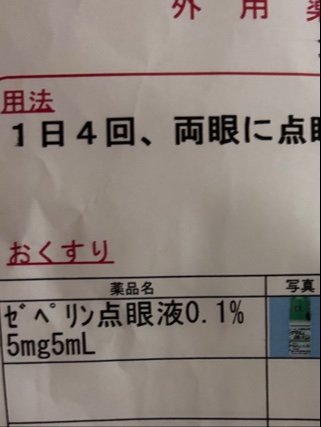 外用薬
用法
1日4回、両眼に点眼
おくすり
薬品名 写真
ｾﾞﾍﾟﾘﾝ点眼液0.1%
5mg5mL